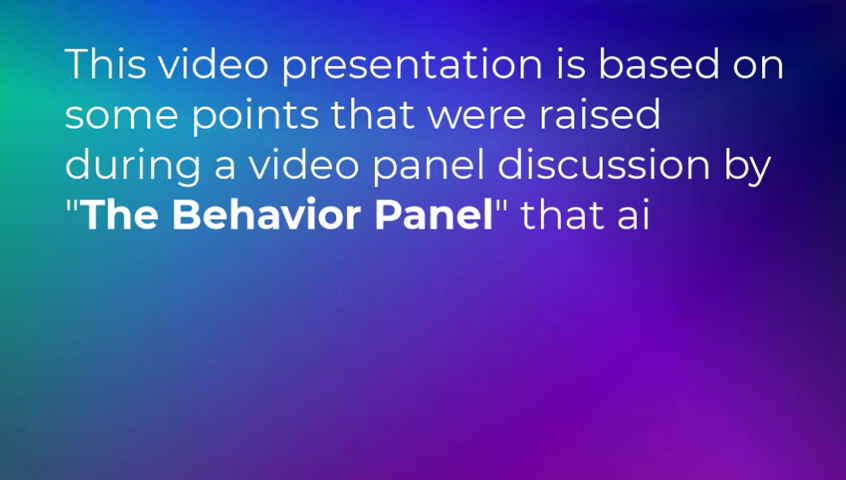 This video presentation is based on
some points that were raised
during a video panel discussion by
"The Behavior Panel" that ai